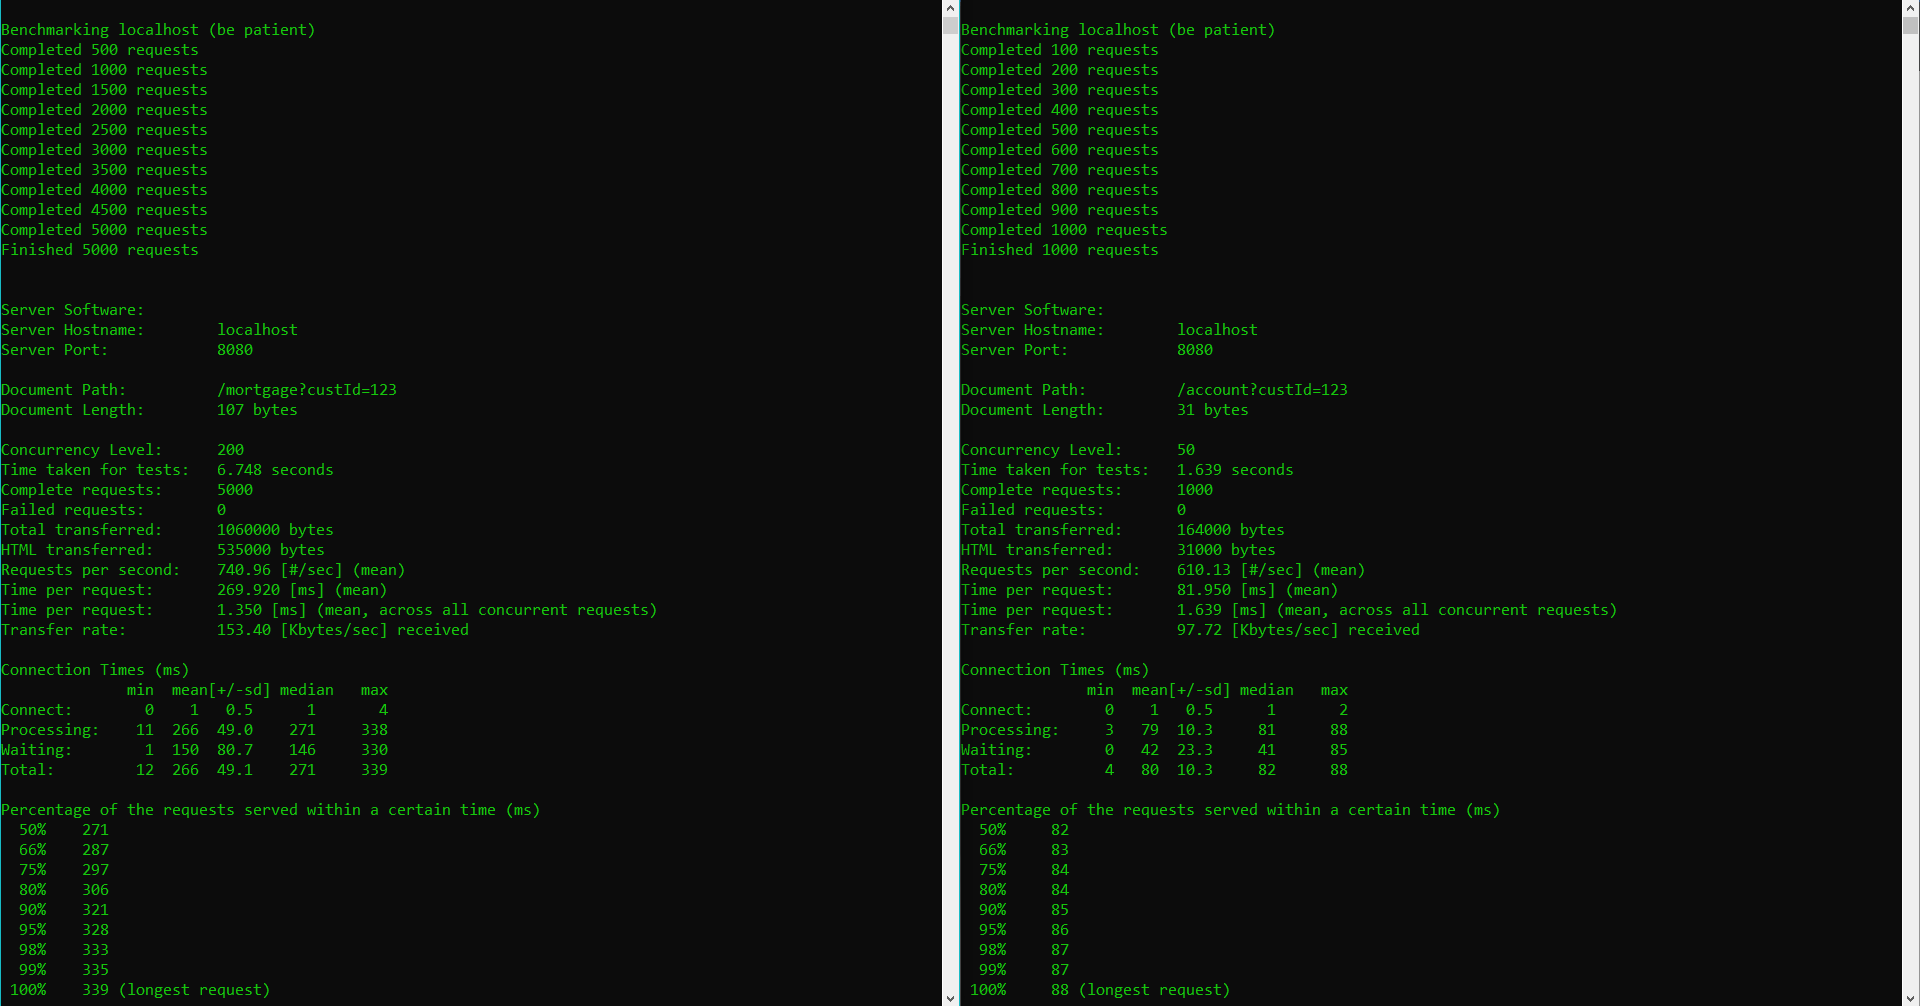 Benchmarking localhost (be patient)
Completed 500 requests
Completed 1000 requests
Completed 1500 requests
Completed 2000 requests
Completed 2500 requests
Completed 3000 requests
Completed 3500 requests
Completed 4000 requests
Completed 4500 requests
Completed 5000 requests
Finished 5000 requests

Server Software:
Server Hostname:        localhost
Server Port:            8080

Document Path:          /mortgage?custId=123
Document Length:        107 bytes

Concurrency Level:      200
Time taken for tests:   6.748 seconds
Complete requests:      5000
Failed requests:        0
Total transferred:      1060000 bytes
HTML transferred:       535000 bytes
Requests per second:    740.96 [#/sec] (mean)
Time per request:       269.920 [ms] (mean)
Time per request:       1.350 [ms] (mean, across all concurrent requests)
Transfer rate:          153.40 [Kbytes/sec] received

Connection Times (ms)
              min  mean[+/-sd] median   max
Connect:        0    1   0.5      1       4
Processing:    11  266  49.0    271     338
Waiting:        1  150  80.7    146     330
Total:         12  266  49.1    271     339

Percentage of the requests served within a certain time (ms)
  50%    271
  66%    287
  75%    297
  80%    306
  90%    321
  95%    328
  98%    333
  99%    335
 100%    339 (longest request)

Benchmarking localhost (be patient)
Completed 100 requests
Completed 200 requests
Completed 300 requests
Completed 400 requests
Completed 500 requests
Completed 600 requests
Completed 700 requests
Completed 800 requests
Completed 900 requests
Completed 1000 requests
Finished 1000 requests

Server Software:
Server Hostname:        localhost
Server Port:            8080

Document Path:          /account?custId=123
Document Length:        31 bytes

Concurrency Level:      50
Time taken for tests:   1.639 seconds
Complete requests:      1000
Failed requests:        0
Total transferred:      164000 bytes
HTML transferred:       31000 bytes
Requests per second:    610.13 [#/sec] (mean)
Time per request:       81.950 [ms] (mean)
Time per request:       1.639 [ms] (mean, across all concurrent requests)
Transfer rate:          97.72 [Kbytes/sec] received

Connection Times (ms)
              min  mean[+/-sd] median   max
Connect:        0    1   0.5      1       2
Processing:     3   79  10.3     81      88
Waiting:        0   42  23.3     41      85
Total:          4   80  10.3     82      88

Percentage of the requests served within a certain time (ms)
  50%     82
  66%     83
  75%     84
  80%     84
  90%     85
  95%     86
  98%     87
  99%     87
 100%     88 (longest request)